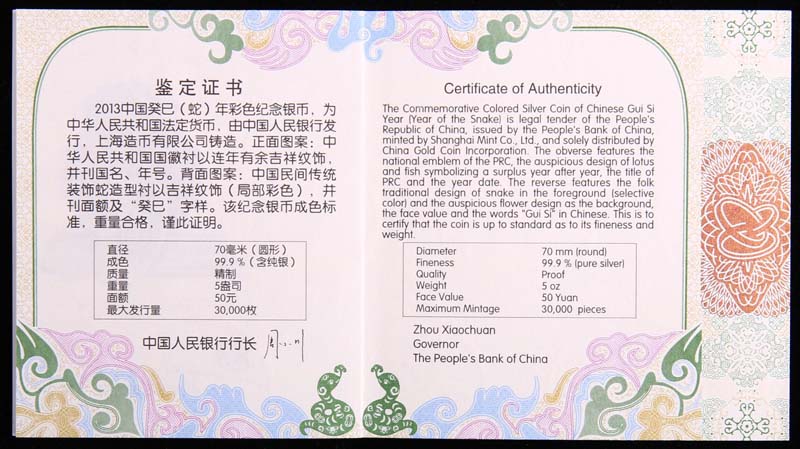 鉴定证书
2013中国癸巳（蛇）年彩色纪念银币，为
中华人民共和国法定货币，由中国人民银行发
行，上海造币有限公司铸造。正面图案：中
华人民共和国国徽衬以连年有余吉祥纹饰，
并刊国名、年号。背面图案：中国民间传统
装饰蛇造型衬以吉祥纹饰（局部彩色），并
刊面额及“癸巳”字样。该纪念银币成色标
准，重量合格，谨此证明。
直径 70毫米（圆形）
成色 99.9 %（含纯银）
质量 精制
重量 5盎司
面额 50元
最大发行量 30,000枚
中国人民银行行长
Certificate of Authenticity
The Commemorative Colored Silver Coin of Chinese Gui Si
Year (Year of the Snake) is legal tender of the People's
Republic of China, issued by the People's Bank of China,
minted by Shanghai Mint Co., Ltd., and solely distributed by
China Gold Coin Incorporation. The obverse features the
national emblem of the PRC, the auspicious design of lotus
and fish symbolizing a surplus year after year, the title of
PRC and the year date. The reverse features the folk
traditional design of snake in the foreground (selective
color) and the auspicious flower design as the background,
the face value and the words "Gui Si" in Chinese. This is to
certify that the coin is up to standard as to its fineness and
weight.
Diameter 70 mm (round)
Fineness 99.9 % (pure silver)
Quality Proof
Weight 5 oz
Face Value 50 Yuan
Maximum Mintage 30,000 pieces
Zhou Xiaochuan
Governor
The People's Bank of China